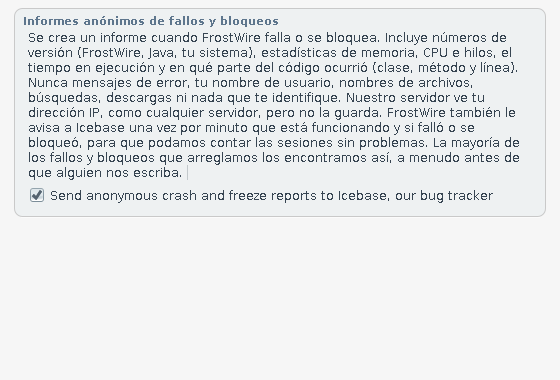 Informes anónimos de fallos y bloqueos
Se crea un informe cuando FrostWire falla o se bloquea. Incluye números de
versión (FrostWire, Java, tu sistema), estadísticas de memoria, CPU e hilos, el
tiempo en ejecución y en qué parte del código ocurrió (clase, método y línea).
Nunca mensajes de error, tu nombre de usuario, nombres de archivos,
búsquedas, descargas ni nada que te identifique. Nuestro servidor ve tu
dirección IP, como cualquier servidor, pero no la guarda. FrostWire también le
avisa a Icebase una vez por minuto que está funcionando y si falló o se
bloqueó, para que podamos contar las sesiones sin problemas. La mayoría de
los fallos y bloqueos que arreglamos los encontramos así, a menudo antes de
que alguien nos escriba.
Send anonymous crash and freeze reports to Icebase, our bug tracker